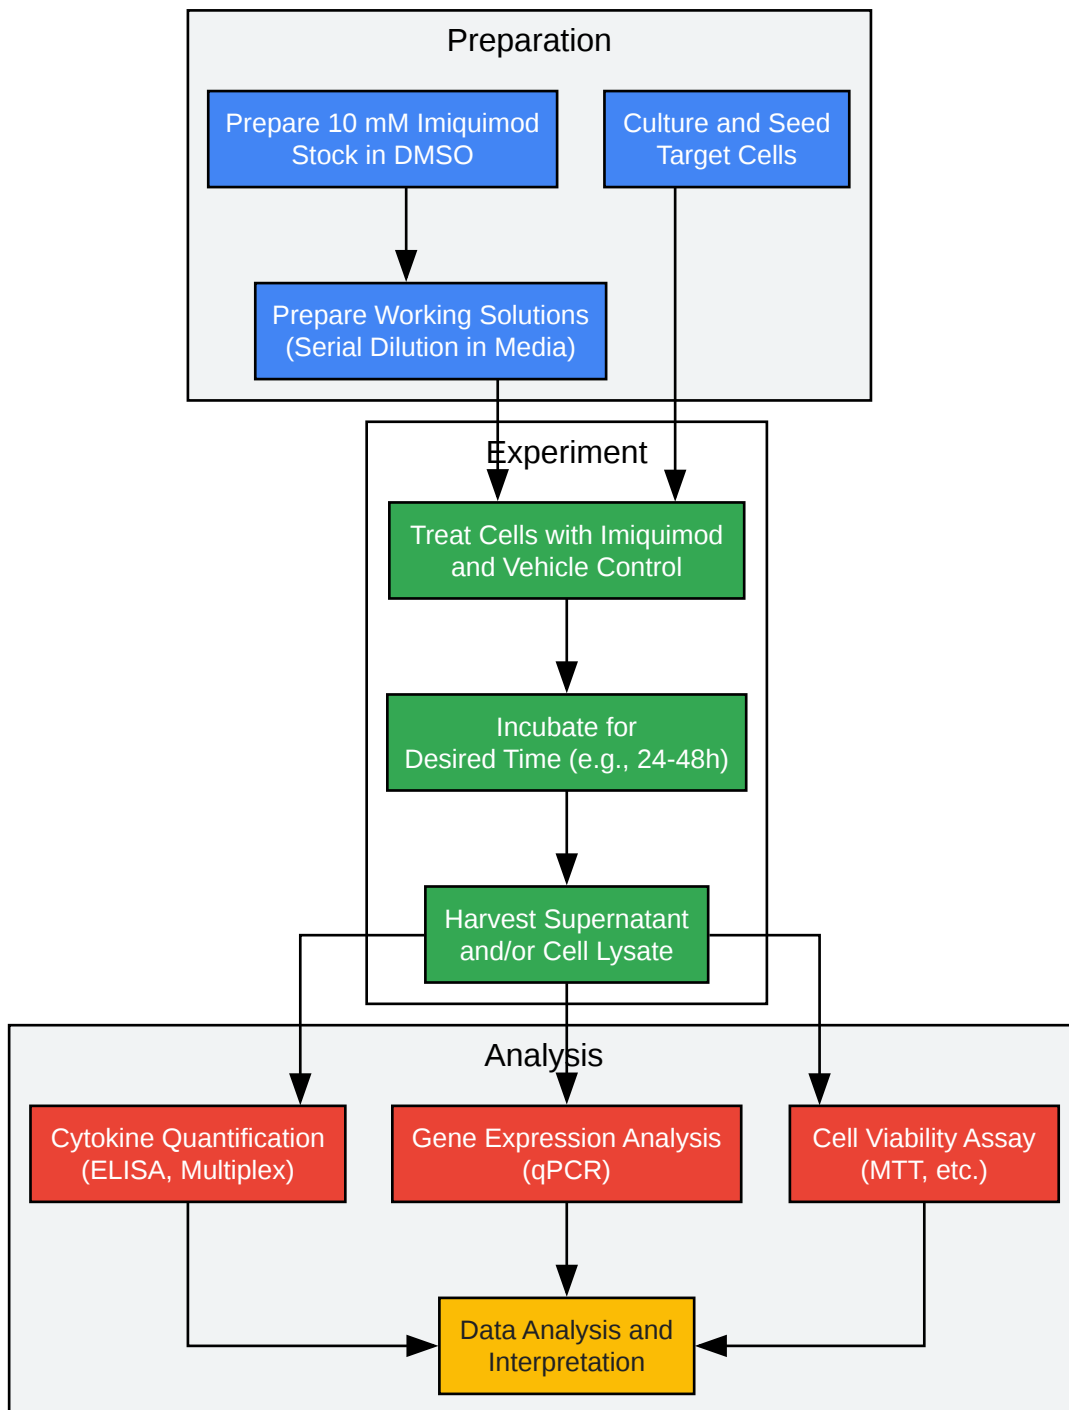 Preparation
Prepare 10 mM Imiquimod
Stock in DMSO
Culture and Seed
Target Cells
Prepare Working Solutions
(Serial Dilution in Media)
Experiment
Treat Cells with Imiquimod
and Vehicle Control
Incubate for
Desired Time (e.g., 24-48h)
Harvest Supernatant
and/or Cell Lysate
Analysis
Cytokine Quantification
(ELISA, Multiplex)
Gene Expression Analysis
(qPCR)
Cell Viability Assay
(MTT, etc.)
Data Analysis and
Interpretation